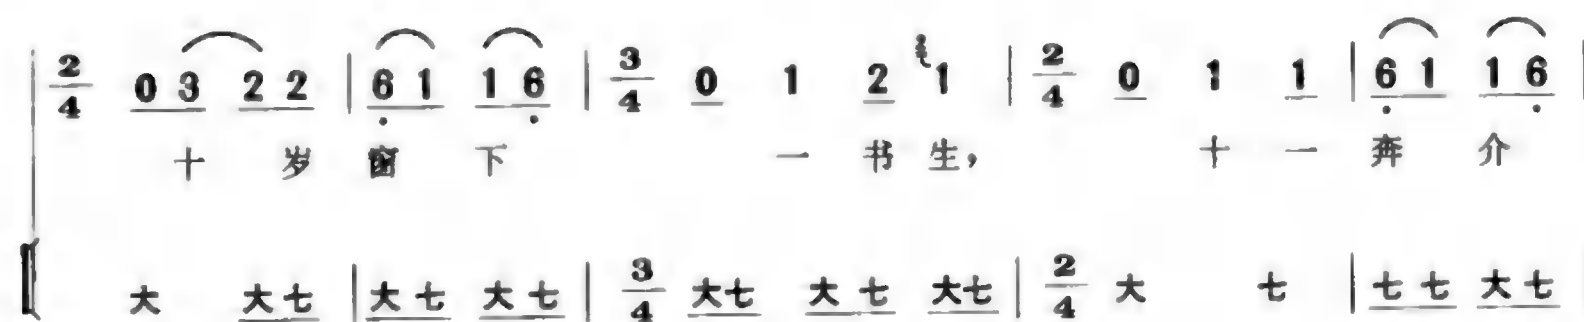 2/4 0 3 2 2 | 6 1 1 6 | 3/4 0 1 2 1 | 2/4 0 1 1 | 6 1 1 6 |
十 岁 窗 下 一 书 生， 十 一 奔 介
大 大 七 | 大 七 大 七 | 3/4 大 七 大 七 大 七 | 2/4 大 七 | 七 七 大 七